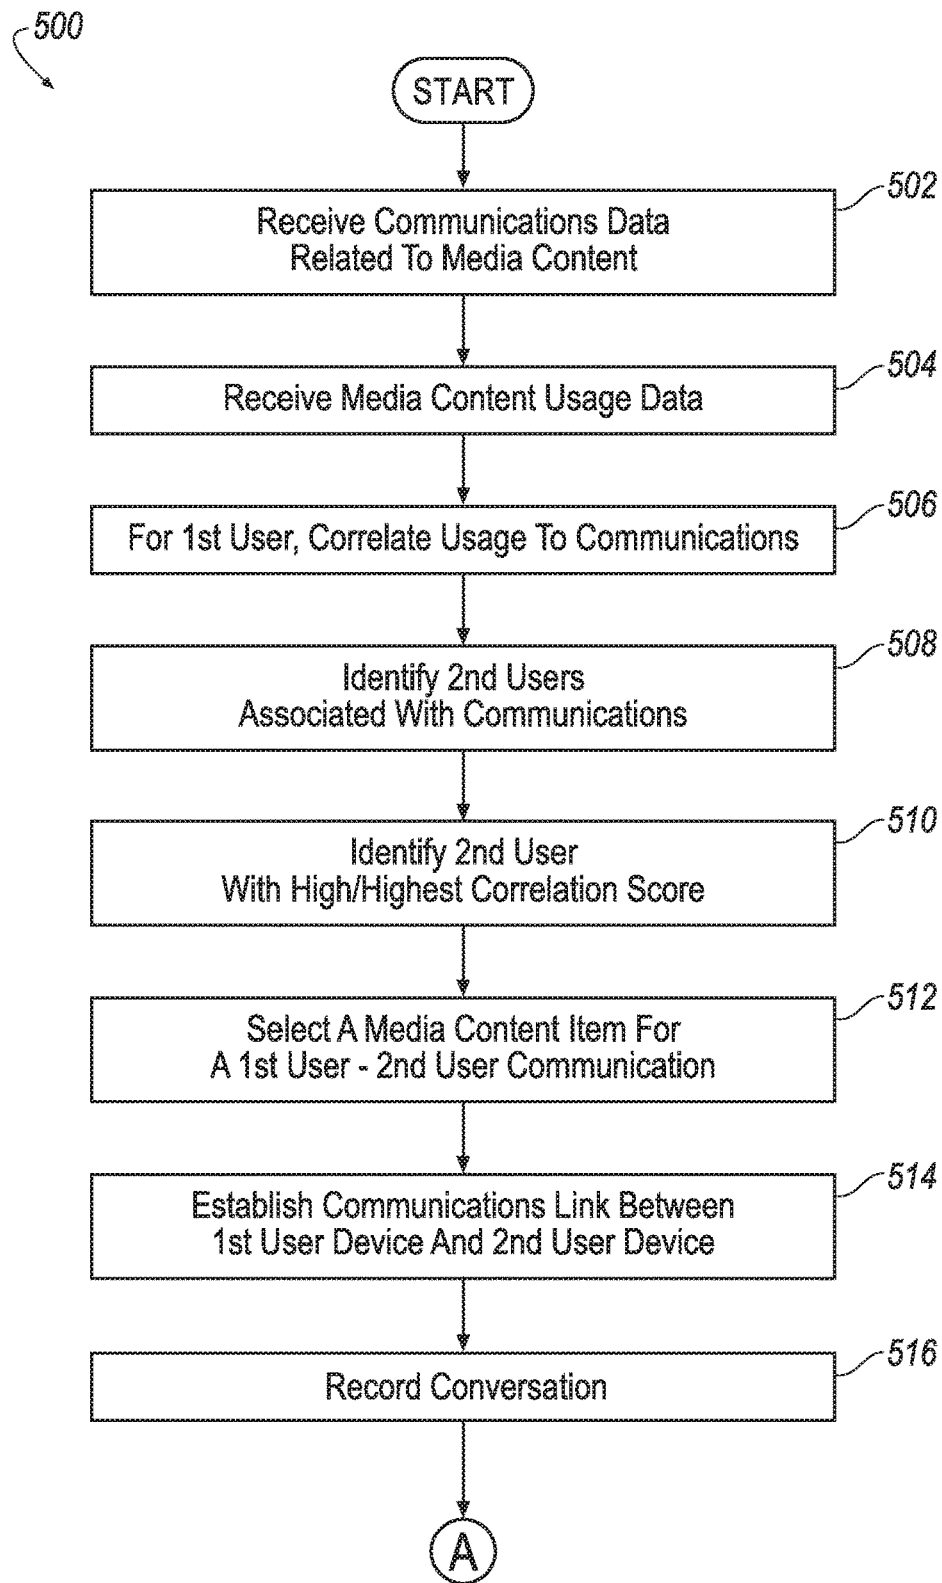 500
START
502
Receive Communications Data
Related To Media Content
504
Receive Media Content Usage Data
506
For 1st User, Correlate Usage To Communications
508
Identify 2nd Users
Associated With Communications
510
Identify 2nd User
With High/Highest Correlation Score
512
Select A Media Content Item For
A 1st User - 2nd User Communication
514
Establish Communications Link Between
1st User Device And 2nd User Device
516
Record Conversation
A